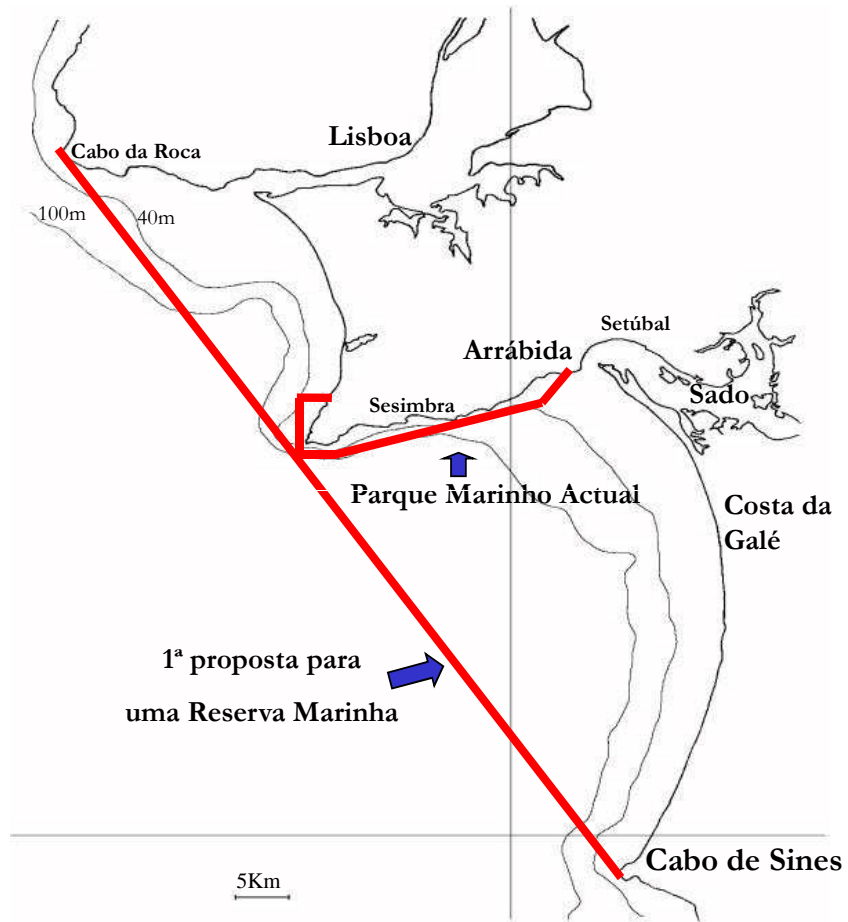 Lisboa
Cabo da Roca
100m
40m
Setúbal
Arrábida
Sesimbra
Sado
Parque Marinho Actual
Costa da
Galé
1ª proposta para
uma Reserva Marinha
Cabo de Sines
5Km